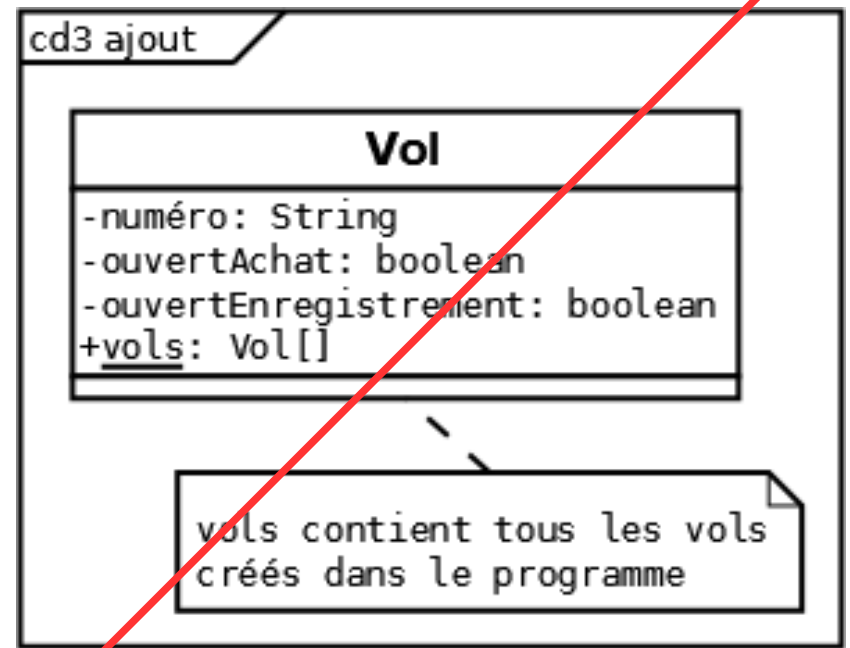 cd3 ajout
Vol
-numéro: String
-ouvertAchat: boolean
-ouvertEnregistrement: boolean
+vols: Vol[]
vols contient tous les vols
créés dans le programme